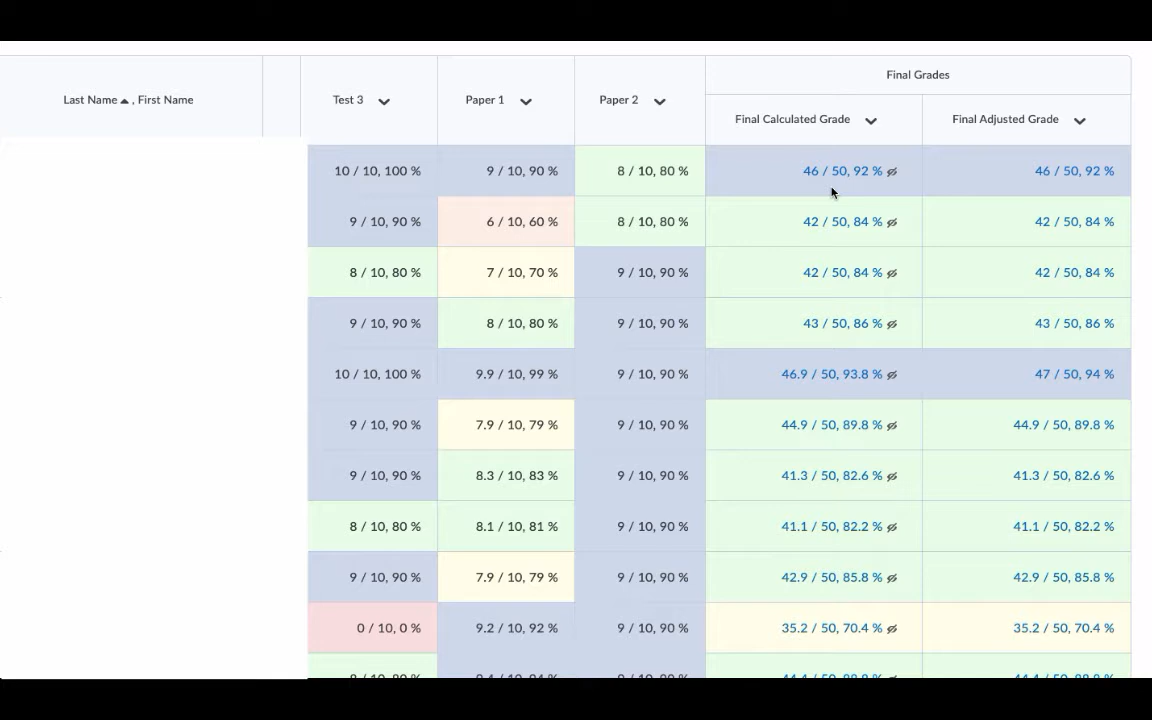 Final Grades
Last Name , First Name Test 3 Paper 1 Paper 2 Final Calculated Grade Final Adjusted Grade
10 / 10, 100 % 9 / 10, 90 % 8 / 10, 80 % 46 / 50, 92 % 46 / 50, 92 %
9 / 10, 90 % 6 / 10, 60 % 8 / 10, 80 % 42 / 50, 84 % 42 / 50, 84 %
8 / 10, 80 % 7 / 10, 70 % 9 / 10, 90 % 42 / 50, 84 % 42 / 50, 84 %
9 / 10, 90 % 8 / 10, 80 % 9 / 10, 90 % 43 / 50, 86 % 43 / 50, 86 %
10 / 10, 100 % 9.9 / 10, 99 % 9 / 10, 90 % 46.9 / 50, 93.8 % 47 / 50, 94 %
9 / 10, 90 % 7.9 / 10, 79 % 9 / 10, 90 % 44.9 / 50, 89.8 % 44.9 / 50, 89.8 %
9 / 10, 90 % 8.3 / 10, 83 % 9 / 10, 90 % 41.3 / 50, 82.6 % 41.3 / 50, 82.6 %
8 / 10, 80 % 8.1 / 10, 81 % 9 / 10, 90 % 41.1 / 50, 82.2 % 41.1 / 50, 82.2 %
9 / 10, 90 % 7.9 / 10, 79 % 9 / 10, 90 % 42.9 / 50, 85.8 % 42.9 / 50, 85.8 %
0 / 10, 0 % 9.2 / 10, 92 % 9 / 10, 90 % 35.2 / 50, 70.4 % 35.2 / 50, 70.4 %